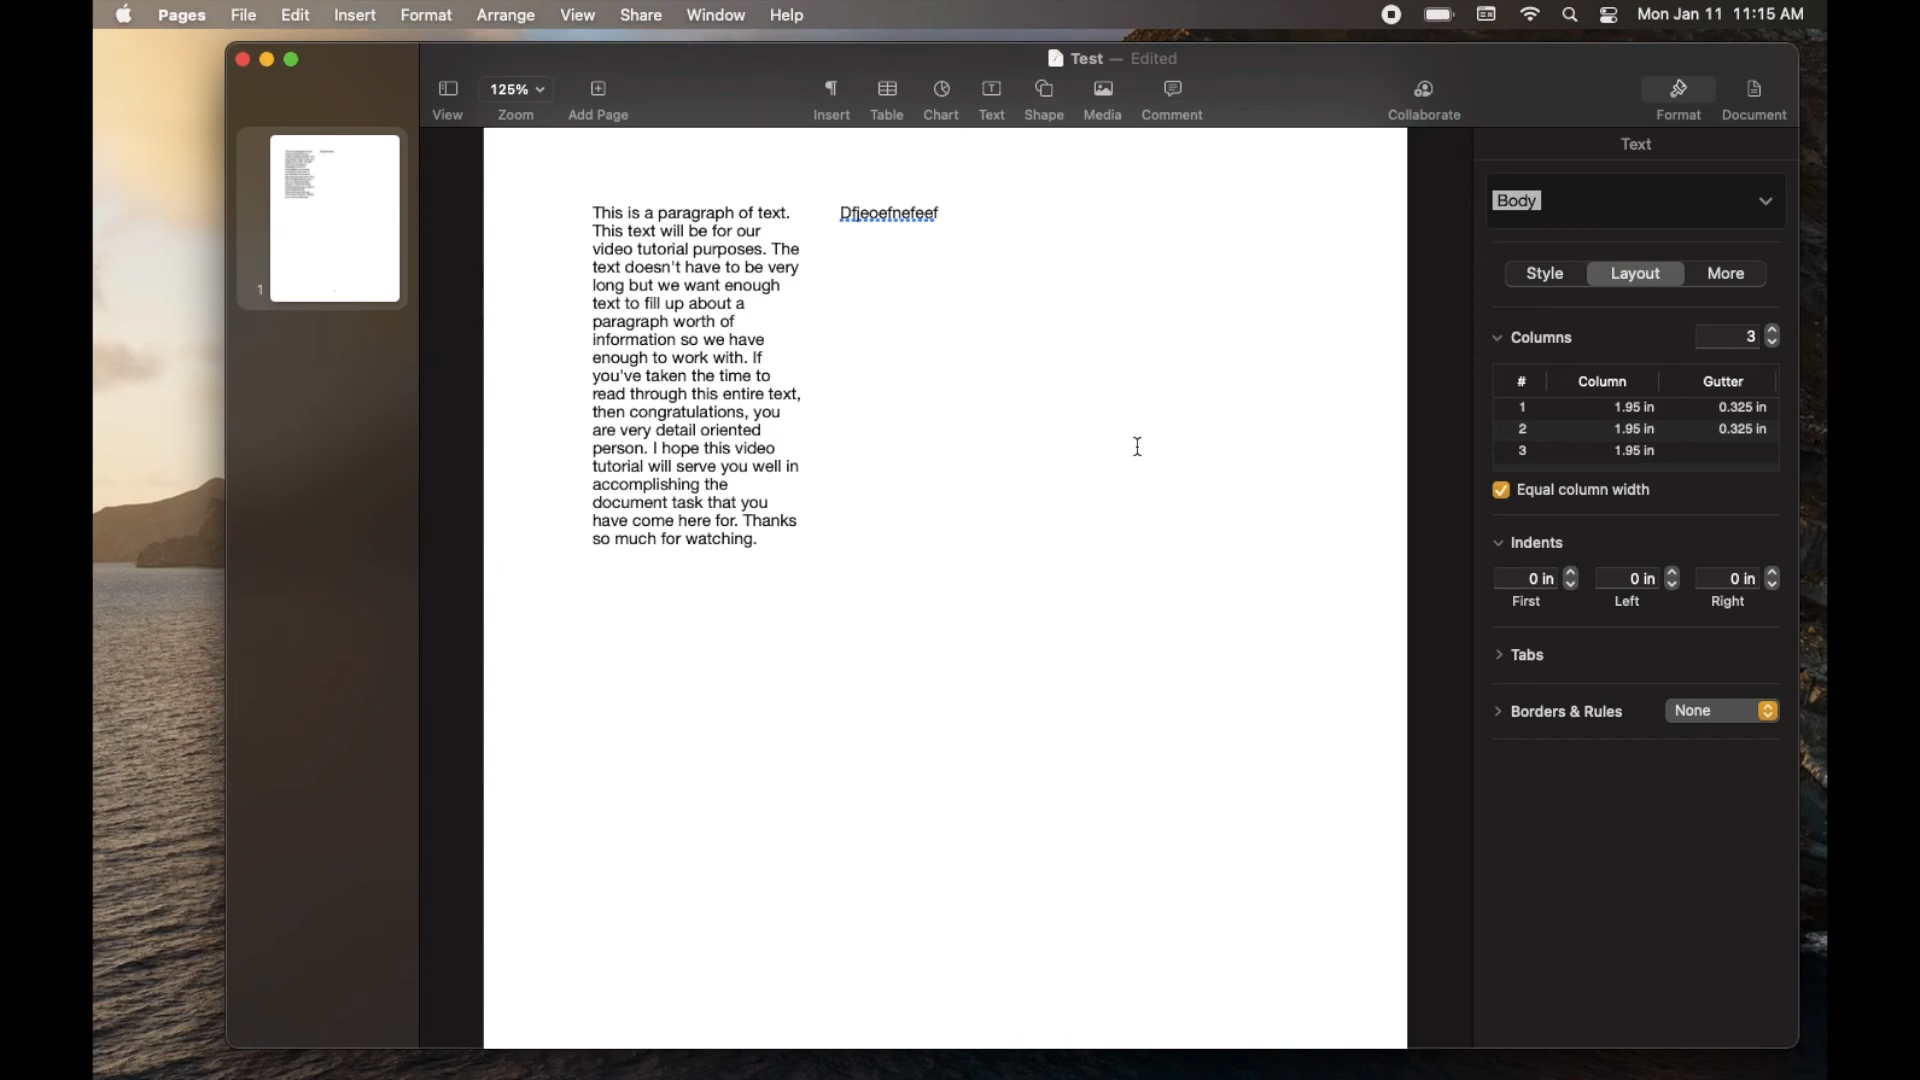 Pages File Edit Insert Format Arrange View Share Window Help Mon Jan 11 11:15 AM
Test — Edited
125%
View Zoom Add Page Insert Table Chart Text Shape Media Comment Collaborate Format Document
Text
Body
Style Layout More
Columns 3
# Column Gutter
1 1.95 in 0.325 in
2 1.95 in 0.325 in
3 1.95 in
Equal column width
Indents
0 in 0 in 0 in
First Left Right
Tabs
Borders & Rules None
1
This is a paragraph of text.
This text will be for our
video tutorial purposes. The
text doesn't have to be very
long but we want enough
text to fill up about a
paragraph worth of
information so we have
enough to work with. If
you've taken the time to
read through this entire text,
then congratulations, you
are very detail oriented
person. I hope this video
tutorial will serve you well in
accomplishing the
document task that you
have come here for. Thanks
so much for watching.
Dfjeoefnefeef